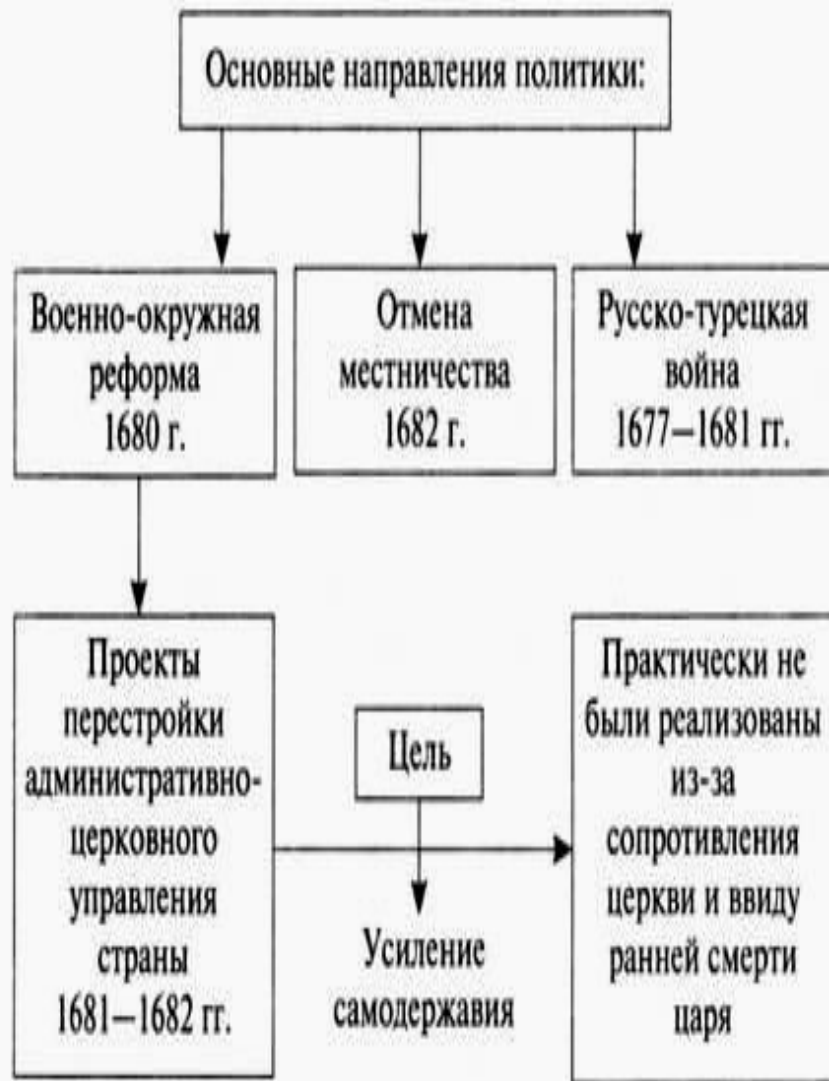 Основные направления политики:
Военно-окружная
реформа
1680 г.
Отмена
местничества
1682 г.
Русско-турецкая
война
1677—1681 гг.
Проекты
перестройки
административно-
церковного
управления
страны
1681—1682 гг.
Цель
Усиление
самодержавия
Практически не
были реализованы
из-за
сопротивления
церкви и ввиду
ранней смерти
царя